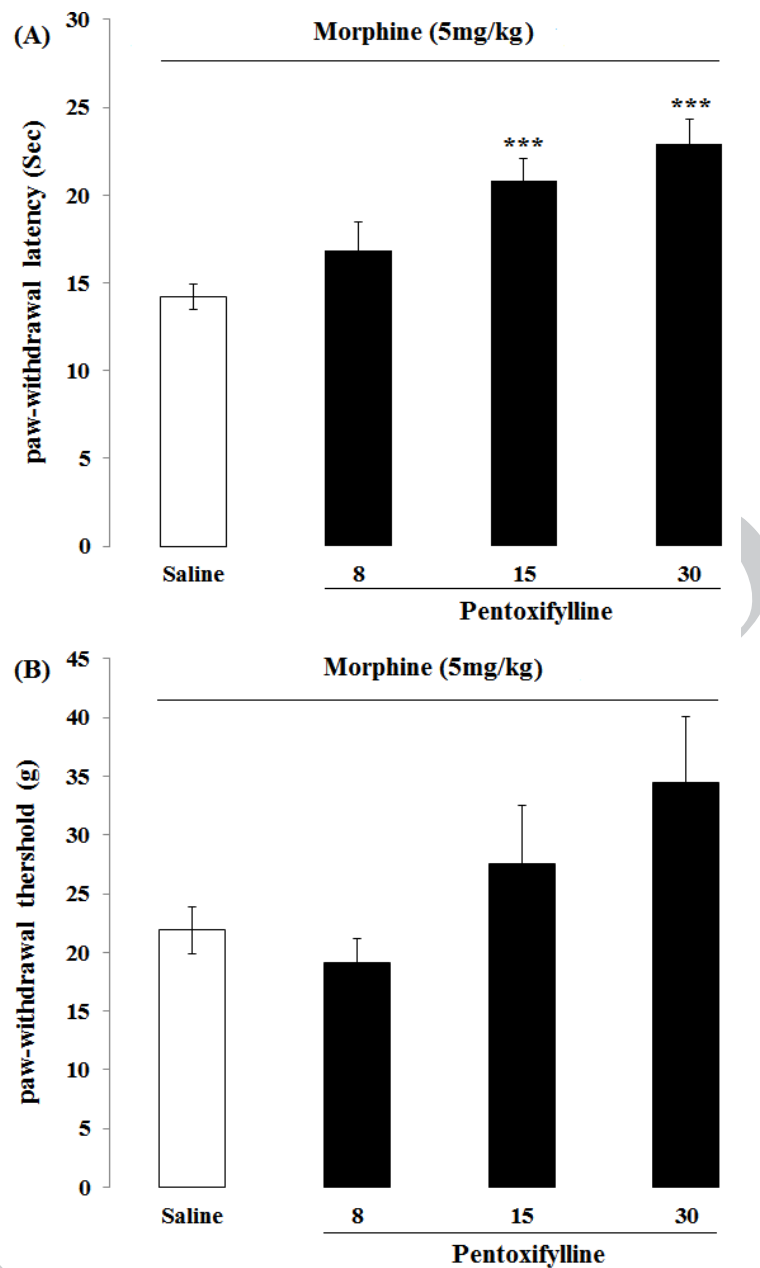 (A)
Morphine (5mg/kg)
paw-withdrawal latency (Sec)
30
25
20
15
10
5
0
***
***
Saline 8 15 30
Pentoxifylline
(B)
Morphine (5mg/kg)
paw-withdrawal thershold (g)
45
40
35
30
25
20
15
10
5
0
Saline 8 15 30
Pentoxifylline